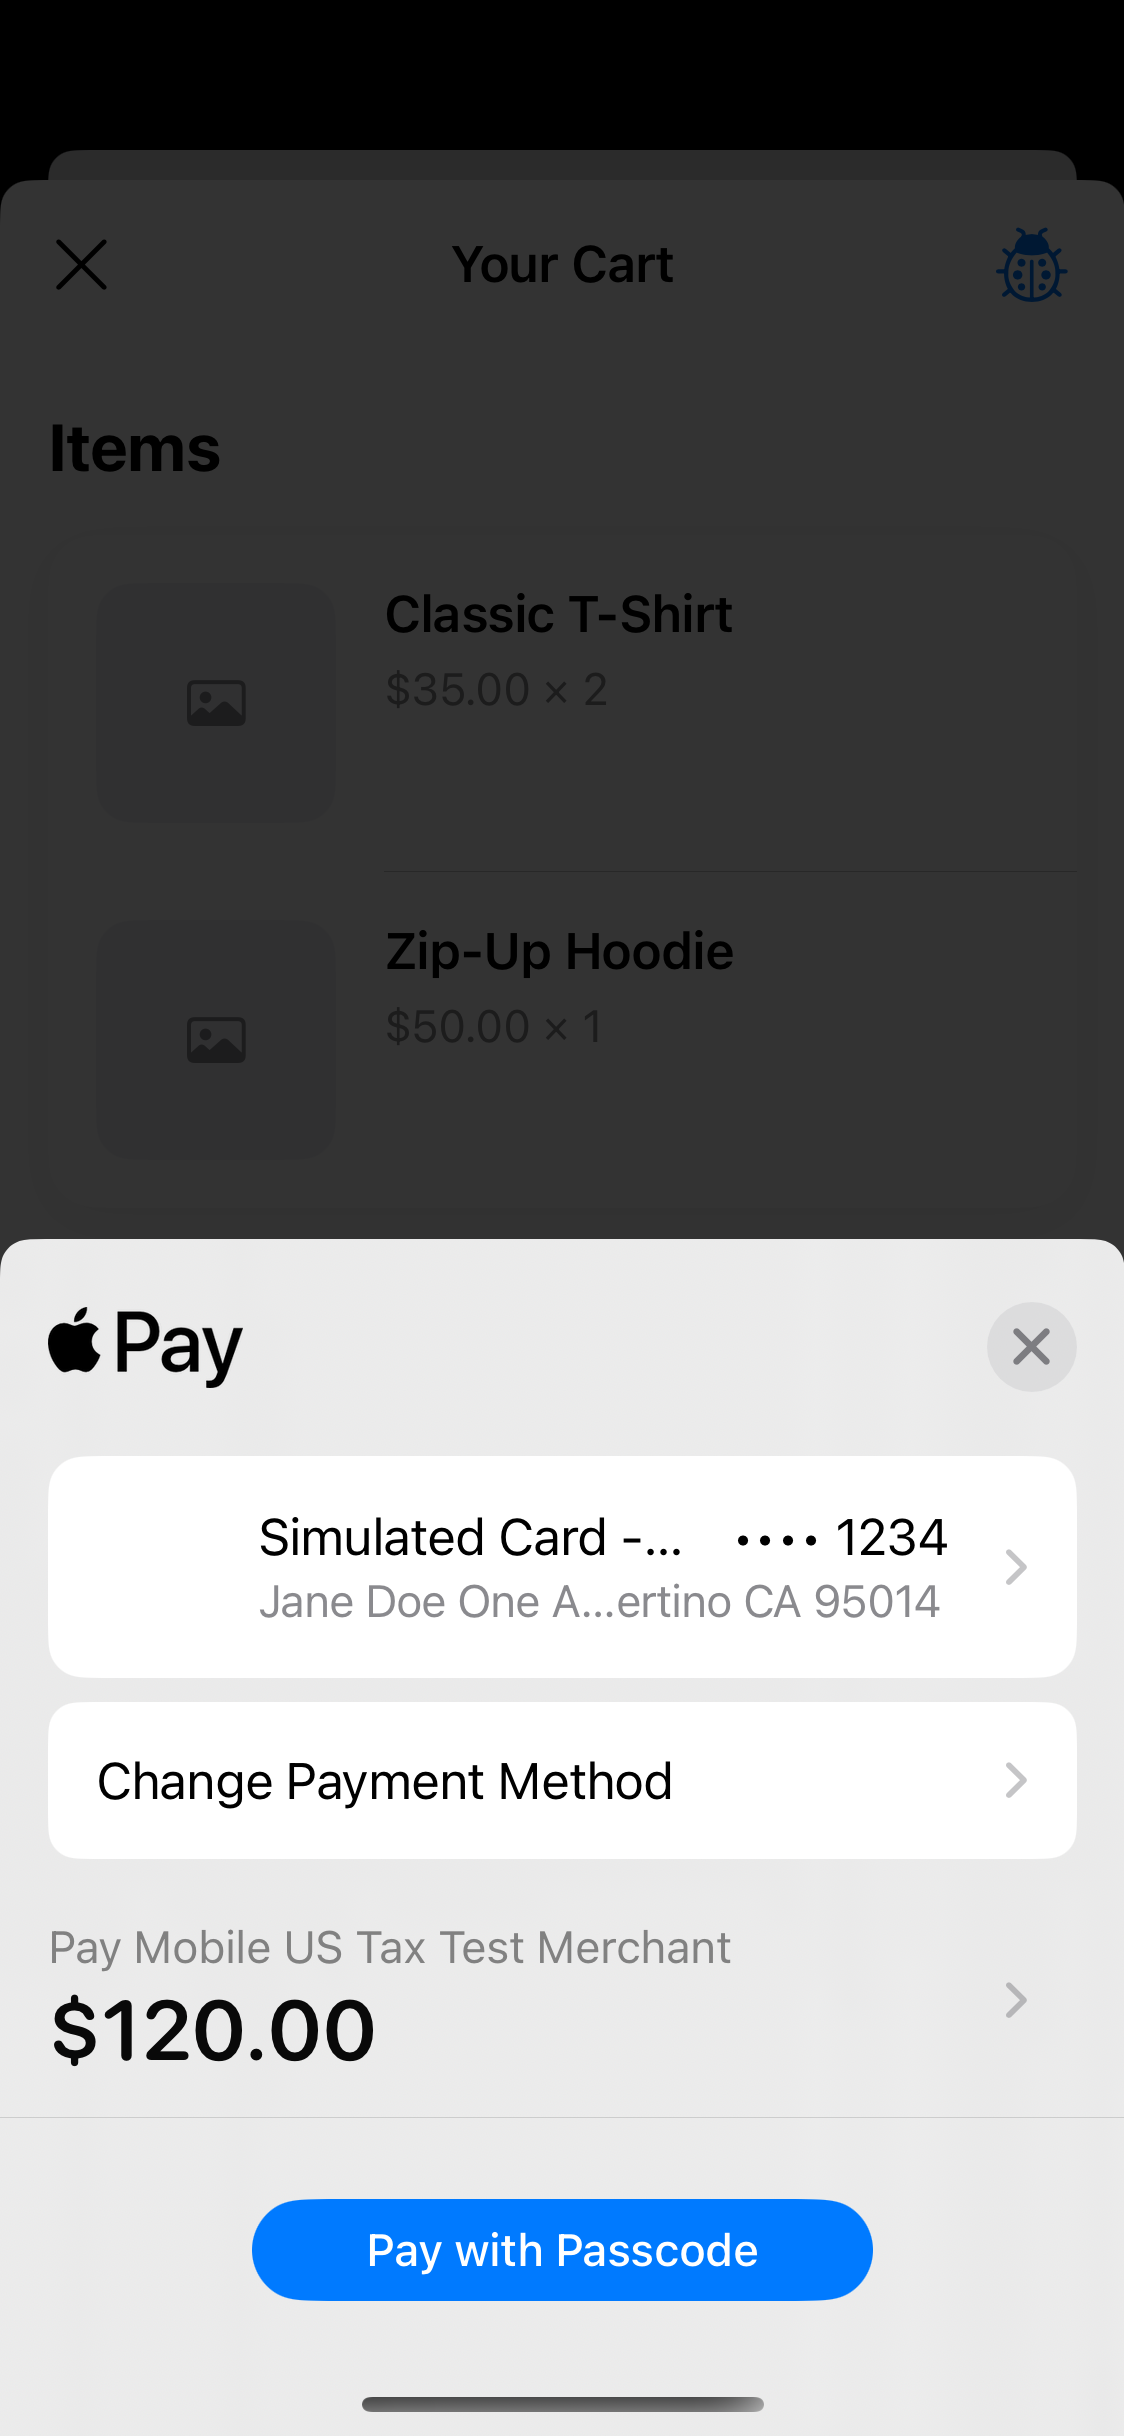 Your Cart
Items
Classic T-Shirt
$35.00 × 2
Zip-Up Hoodie
$50.00 × 1
Pay
Simulated Card -... •••• 1234
Jane Doe One A...ertino CA 95014
Change Payment Method
Pay Mobile US Tax Test Merchant
$120.00
Pay with Passcode